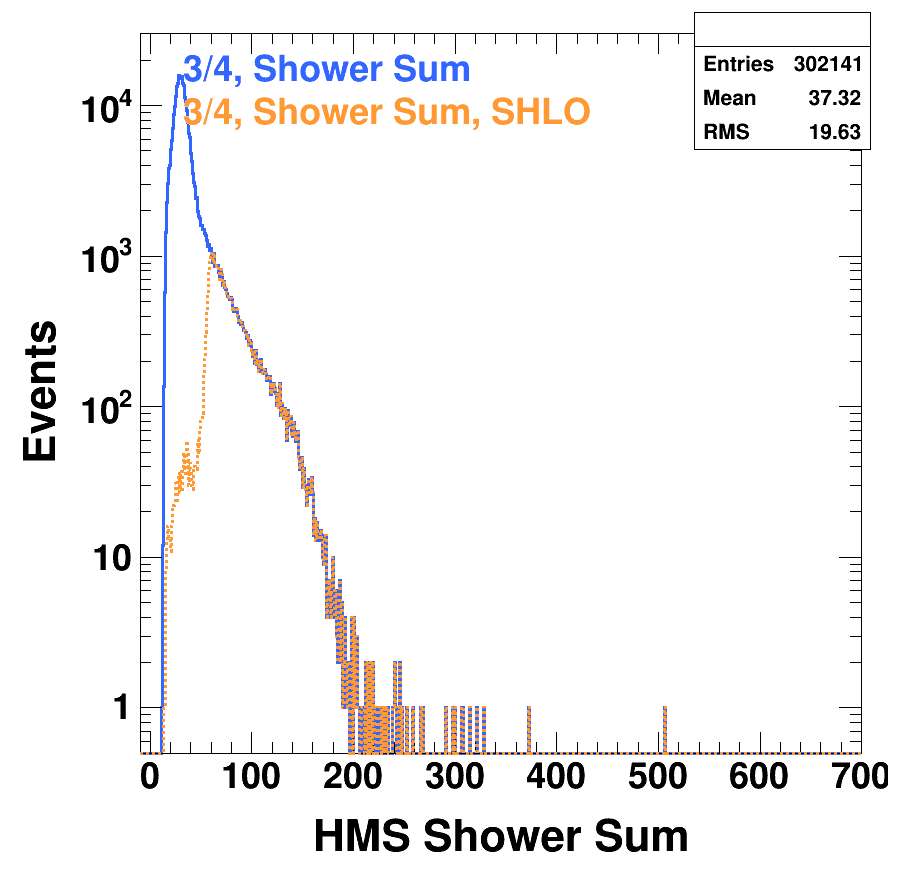 3/4, Shower Sum
3/4, Shower Sum, SHLO
Entries 302141
Mean 37.32
RMS 19.63
Events
10^4
10^3
10^2
10
1
0 100 200 300 400 500 600 700
HMS Shower Sum